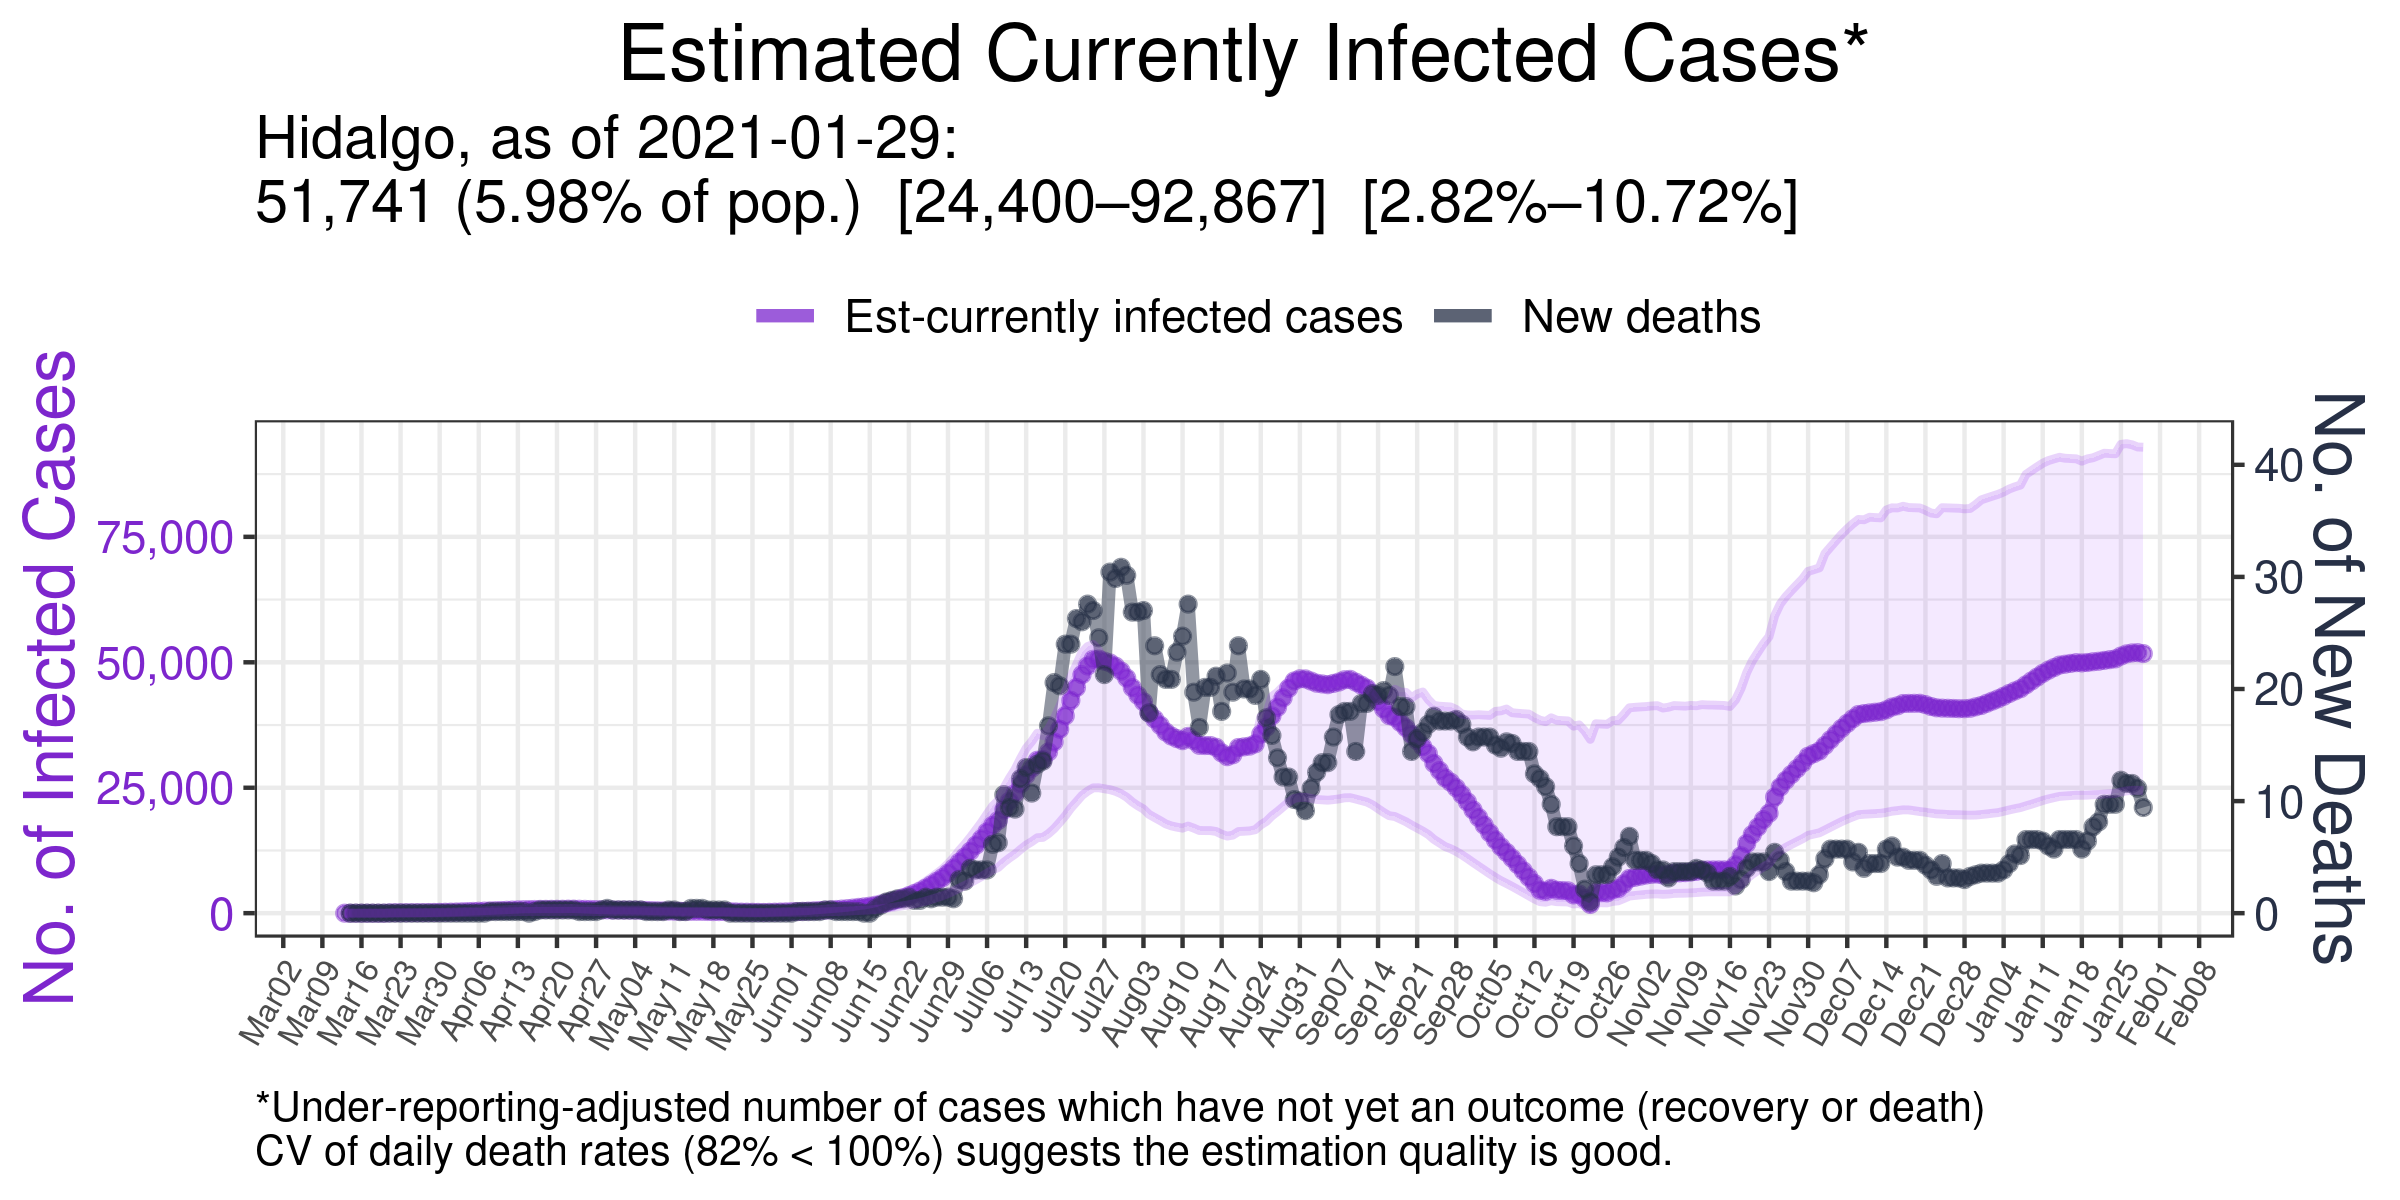 Estimated Currently Infected Cases*
Hidalgo, as of 2021-01-29:
51,741 (5.98% of pop.)  [24,400–92,867]  [2.82%–10.72%]
Est-currently infected cases
New deaths
No. of Infected Cases
75,000
50,000
25,000
0
No. of New Deaths
40
30
20
10
0
Mar02
Mar09
Mar16
Mar23
Mar30
Apr06
Apr13
Apr20
Apr27
May04
May11
May18
May25
Jun01
Jun08
Jun15
Jun22
Jun29
Jul06
Jul13
Jul20
Jul27
Aug03
Aug10
Aug17
Aug24
Aug31
Sep07
Sep14
Sep21
Sep28
Oct05
Oct12
Oct19
Oct26
Nov02
Nov09
Nov16
Nov23
Nov30
Dec07
Dec14
Dec21
Dec28
Jan04
Jan11
Jan18
Jan25
Feb01
Feb08
*Under-reporting-adjusted number of cases which have not yet an outcome (recovery or death)
CV of daily death rates (82% < 100%) suggests the estimation quality is good.